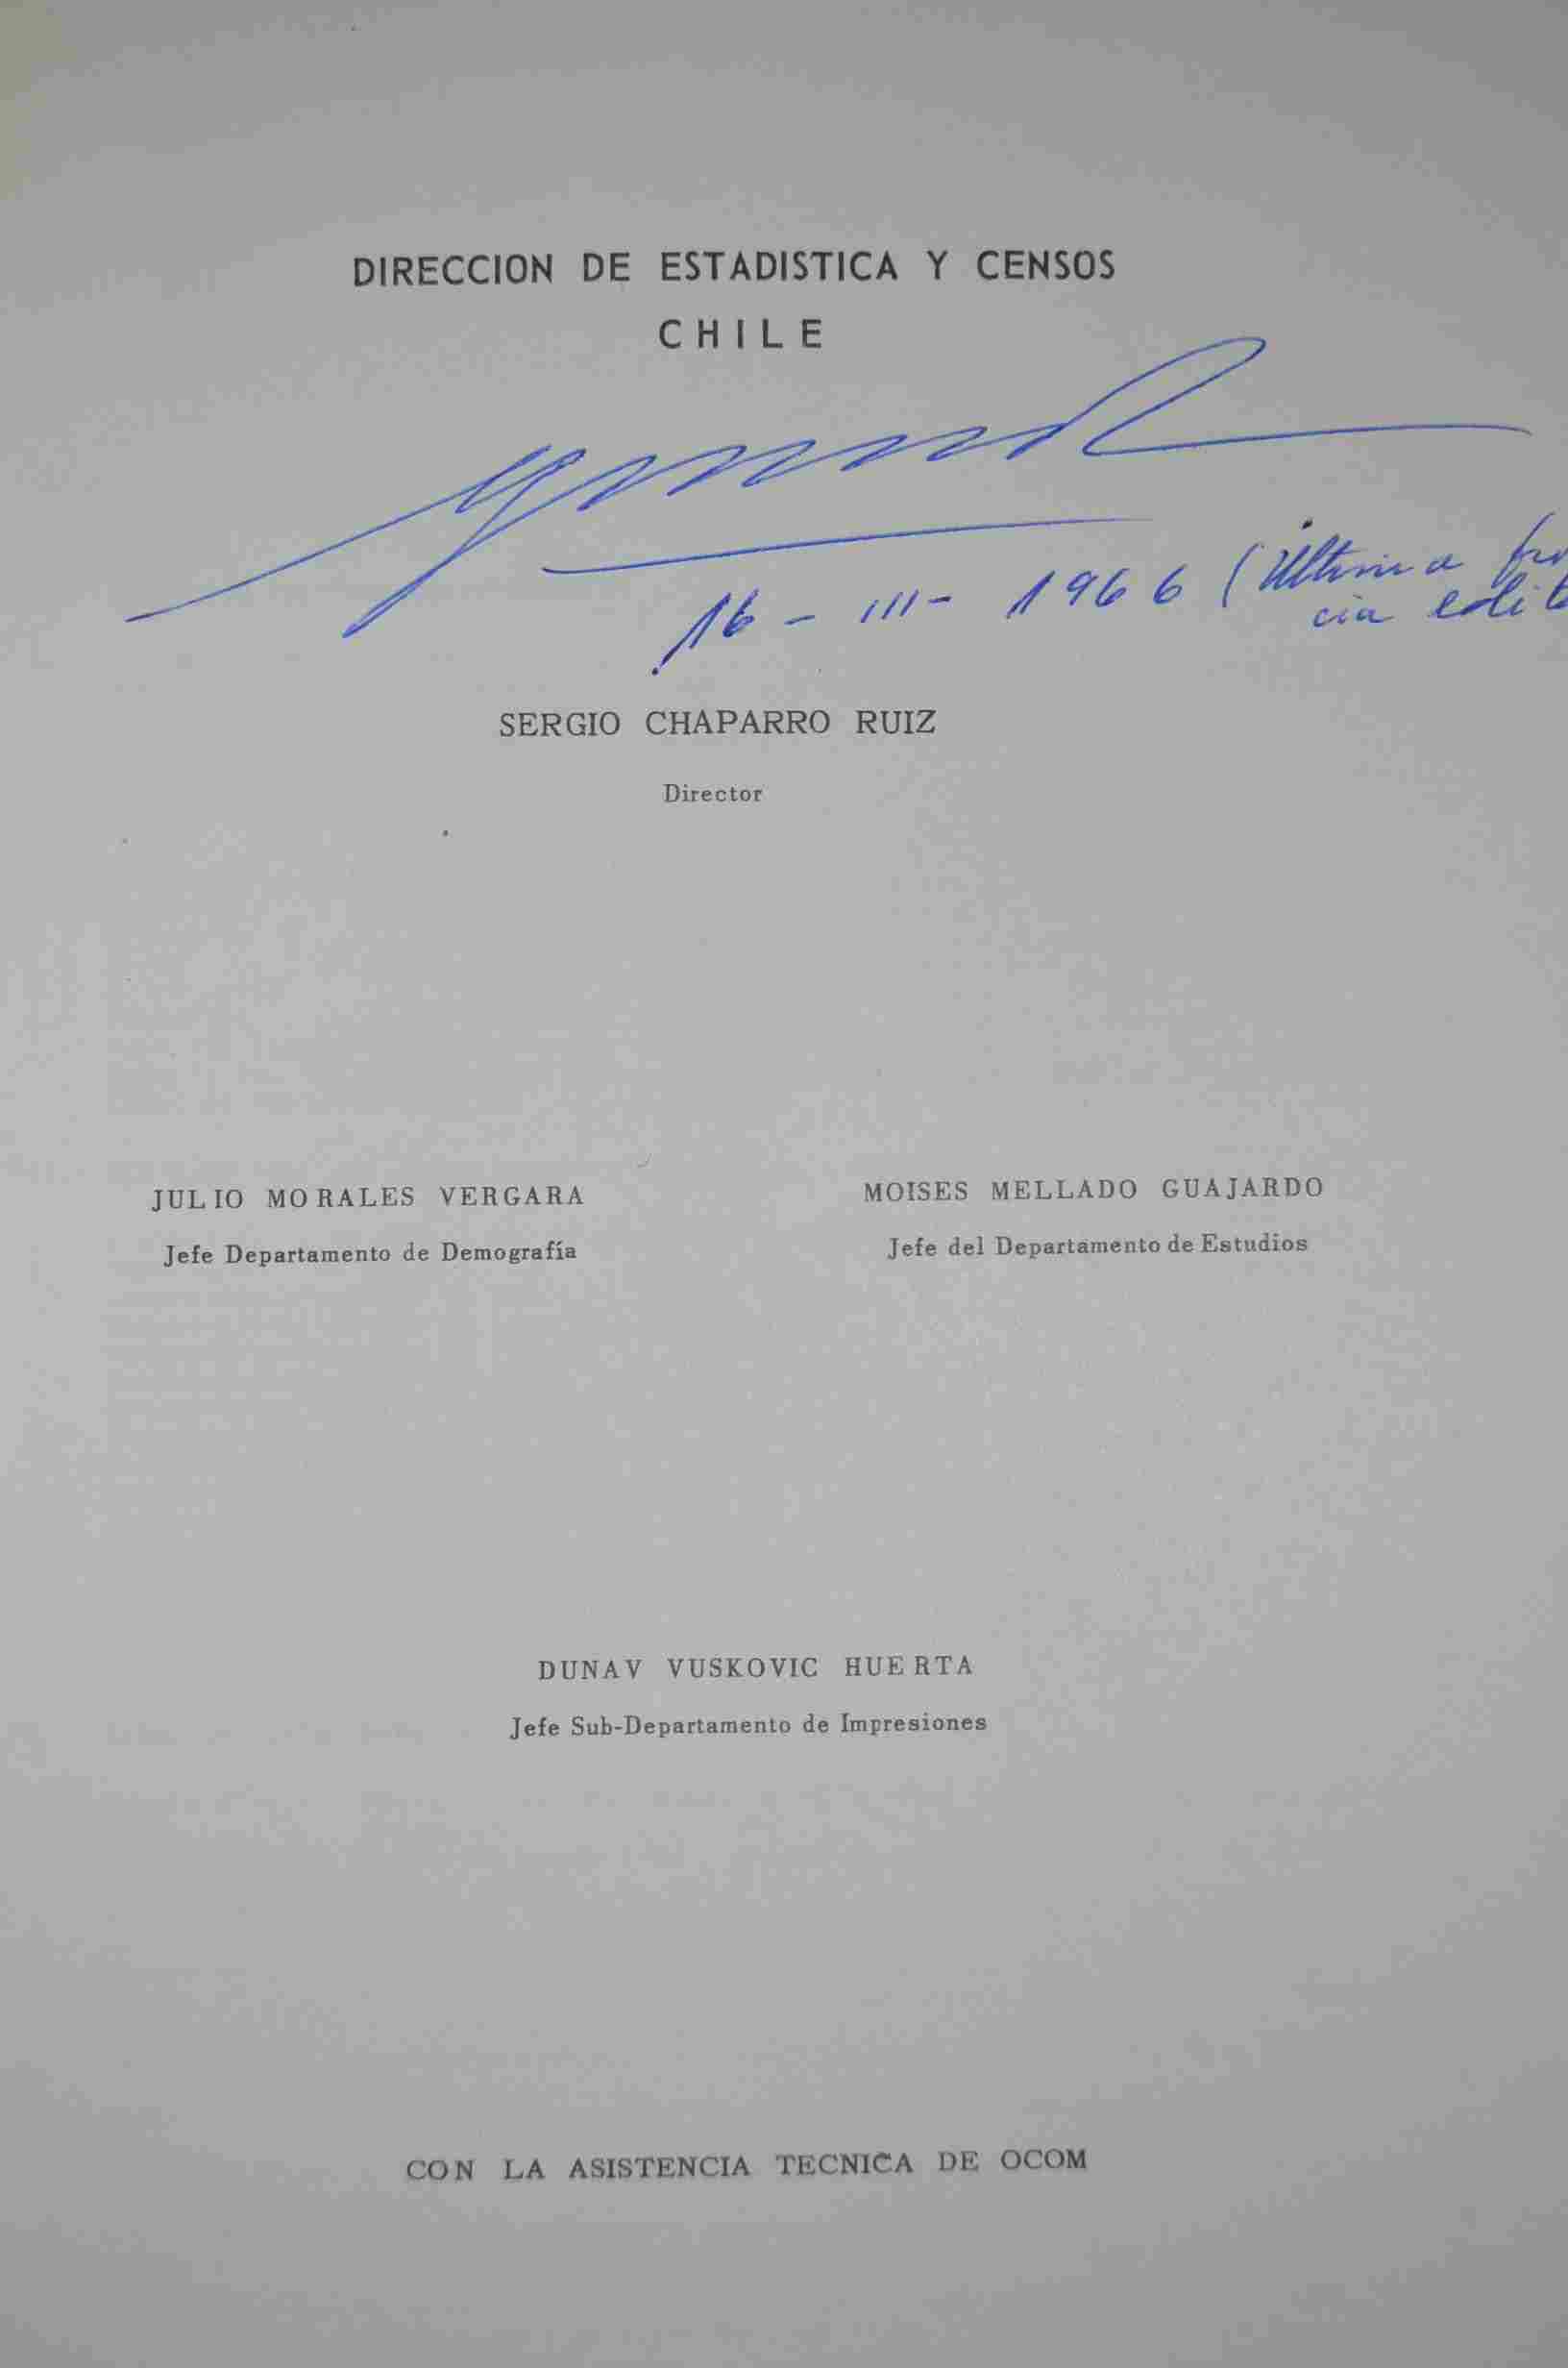 DIRECCION DE ESTADISTICA Y CENSOS
CHILE
16 - III - 1966 (Última
cia
SERGIO CHAPARRO RUIZ
Director
JULIO MORALES VERGARA
Jefe Departamento de Demografía
MOISES MELLADO GUAJARDO
Jefe del Departamento de Estudios
DUNAV VUSKOVIC HUERTA
Jefe Sub-Departamento de Impresiones
CON LA ASISTENCIA TECNICA DE OCOM